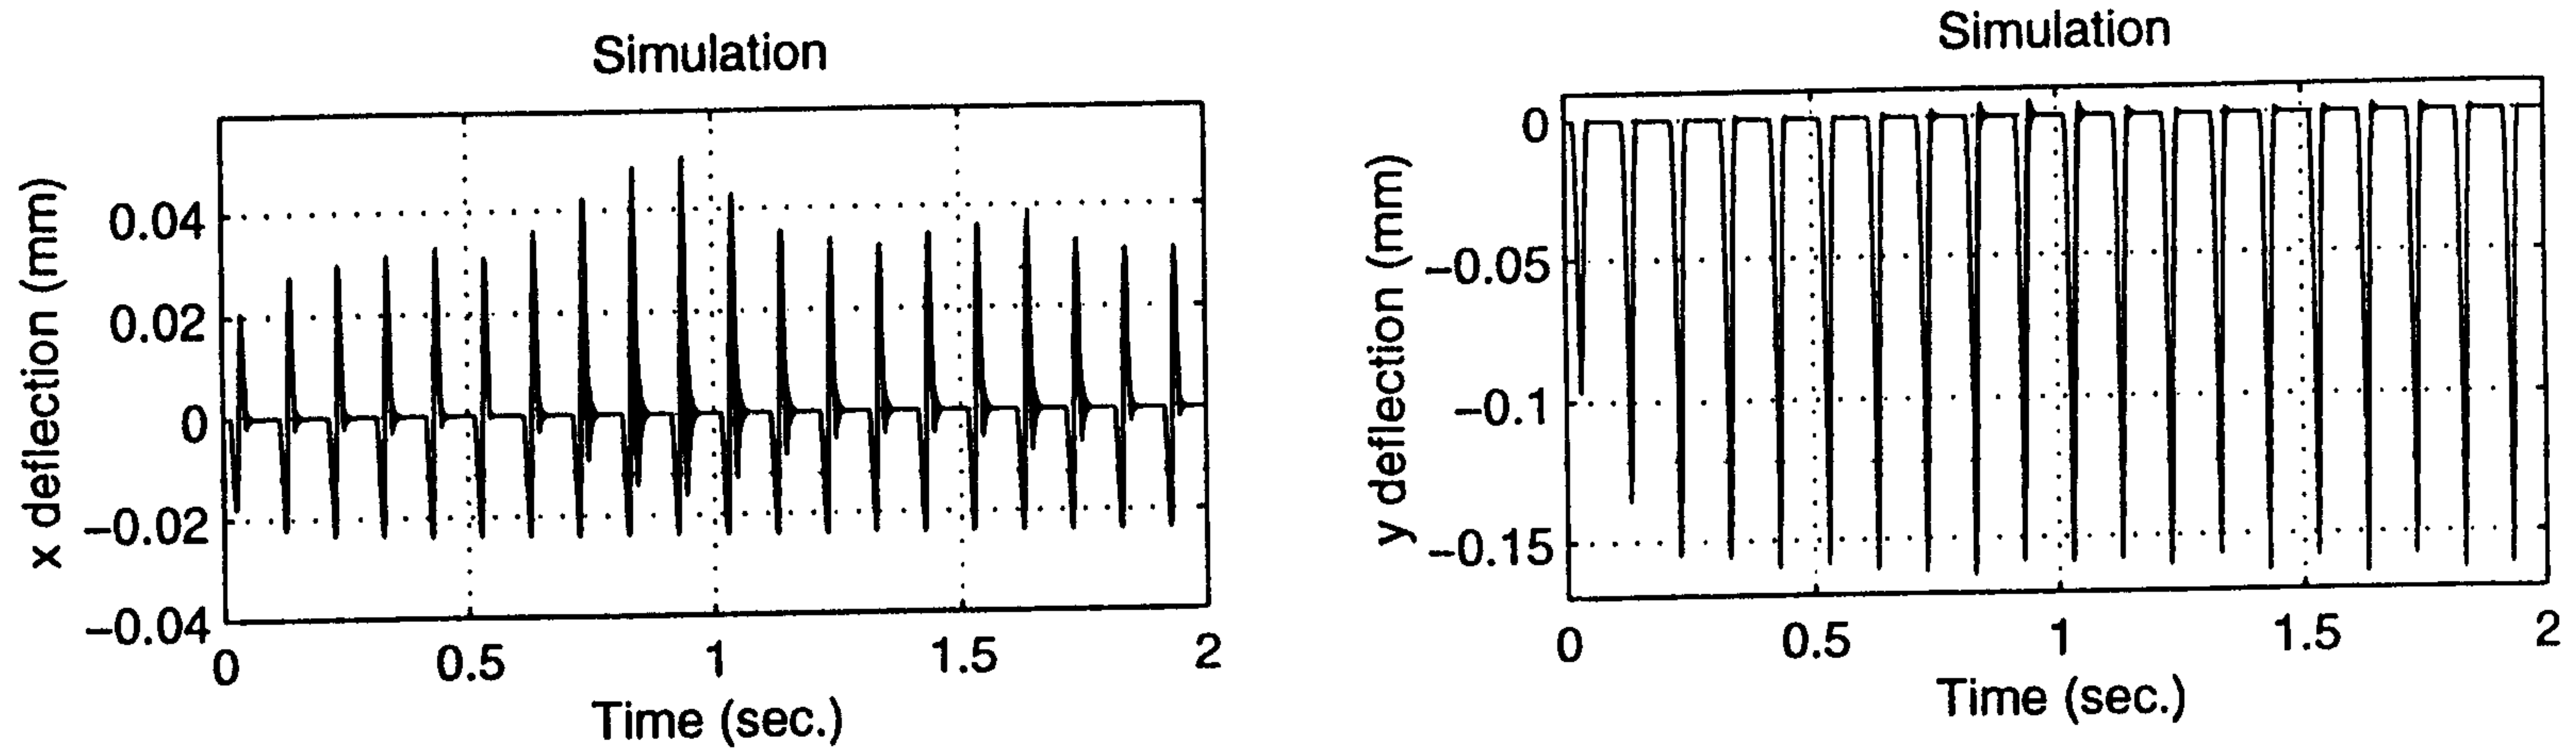 Simulation
x deflection (mm)
0.04
0.02
0
−0.02
−0.04
0 0.5 1 1.5 2
Time (sec.)
Simulation
y deflection (mm)
0
−0.05
−0.1
−0.15
0 0.5 1 1.5 2
Time (sec.)